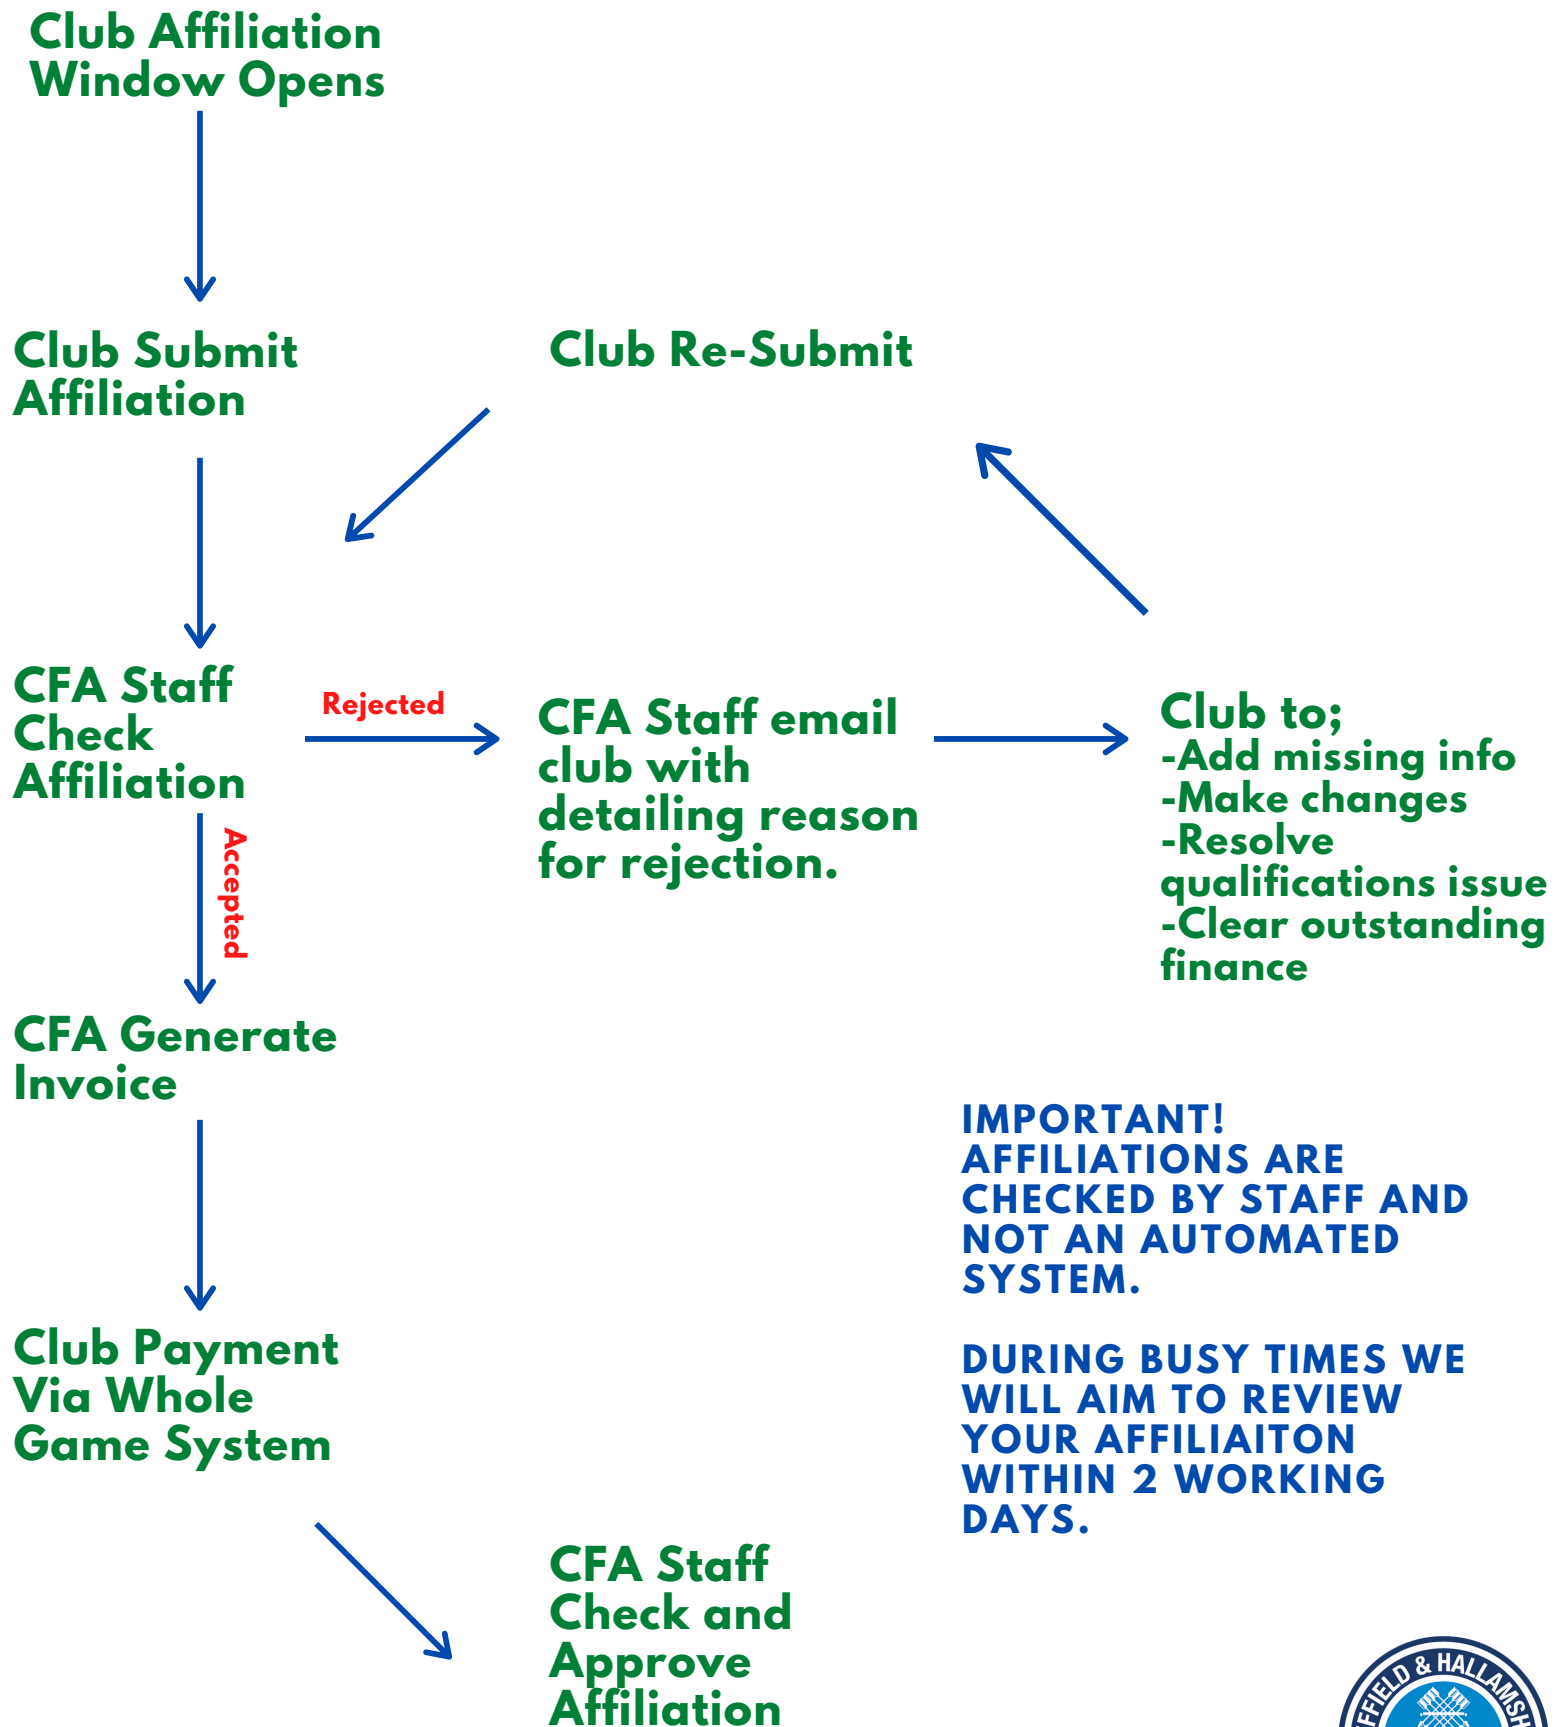 Club Affiliation
Window Opens
Club Submit
Affiliation
Club Re-Submit
CFA Staff
Check
Affiliation
Rejected
CFA Staff email
club with
detailing reason
for rejection.
Club to;
-Add missing info
-Make changes
-Resolve
qualifications issue
-Clear outstanding
finance
Accepted
CFA Generate
Invoice
IMPORTANT!
AFFILIATIONS ARE
CHECKED BY STAFF AND
NOT AN AUTOMATED
SYSTEM.
DURING BUSY TIMES WE
WILL AIM TO REVIEW
YOUR AFFILIAITON
WITHIN 2 WORKING
DAYS.
Club Payment
Via Whole
Game System
CFA Staff
Check and
Approve
Affiliation
FFIELD & HALLAMSH